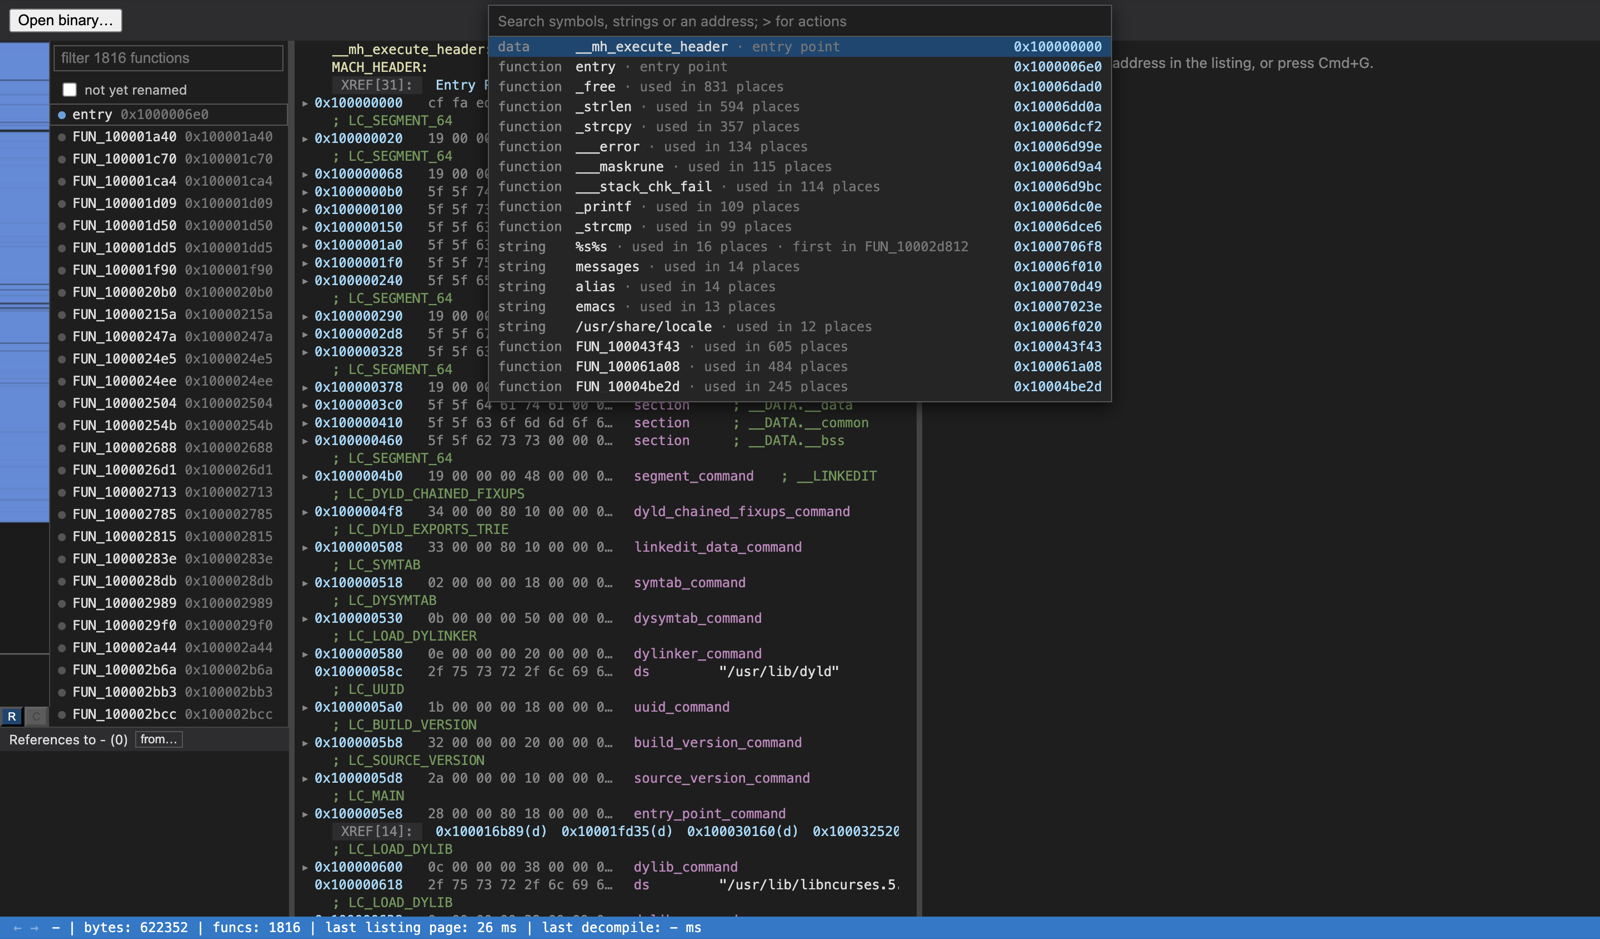 Open binary…
Search symbols, strings or an address; > for actions
data __mh_execute_header · entry point 0x100000000
function entry · entry point 0x1000006e0
function _free · used in 831 places 0x10006dad0
function _strlen · used in 594 places 0x10006dd0a
function _strcpy · used in 357 places 0x10006dcf2
function ___error · used in 134 places 0x10006d99e
function ___maskrune · used in 115 places 0x10006d9a4
function ___stack_chk_fail · used in 114 places 0x10006d9bc
function _printf · used in 109 places 0x10006dc0e
function _strcmp · used in 99 places 0x10006dce6
string %s%s · used in 16 places · first in FUN_10002d812 0x1000706f8
string messages · used in 14 places 0x10006f010
string alias · used in 14 places 0x100070d49
string emacs · used in 13 places 0x10007023e
string /usr/share/locale · used in 12 places 0x10006f020
function FUN_100043f43 · used in 605 places 0x100043f43
function FUN_100061a08 · used in 484 places 0x100061a08
function FUN_10004be2d · used in 245 places 0x10004be2d
address in the listing, or press Cmd+G.
filter 1816 functions
not yet renamed
entry 0x1000006e0
FUN_100001a40 0x100001a40
FUN_100001c70 0x100001c70
FUN_100001ca4 0x100001ca4
FUN_100001d09 0x100001d09
FUN_100001d50 0x100001d50
FUN_100001dd5 0x100001dd5
FUN_100001f90 0x100001f90
FUN_1000020b0 0x1000020b0
FUN_10000215a 0x10000215a
FUN_10000247a 0x10000247a
FUN_1000024e5 0x1000024e5
FUN_1000024ee 0x1000024ee
FUN_100002504 0x100002504
FUN_10000254b 0x10000254b
FUN_100002688 0x100002688
FUN_1000026d1 0x1000026d1
FUN_100002713 0x100002713
FUN_100002785 0x100002785
FUN_100002815 0x100002815
FUN_10000283e 0x10000283e
FUN_1000028db 0x1000028db
FUN_100002989 0x100002989
FUN_1000029f0 0x1000029f0
FUN_100002a44 0x100002a44
FUN_100002b6a 0x100002b6a
FUN_100002bb3 0x100002bb3
FUN_100002bcc 0x100002bcc
R C
References to - (0) from…
__mh_execute_header
MACH_HEADER:
XREF[31]: Entry
0x100000000 cf fa
; LC_SEGMENT_64
0x100000020 19 00 00
; LC_SEGMENT_64
0x100000068 19 00 00
0x1000000b0 5f 5f 74
0x100000100 5f 5f 73
0x100000150 5f 5f 63
0x1000001a0 5f 5f 63
0x1000001f0 5f 5f 75
0x100000240 5f 5f 65
; LC_SEGMENT_64
0x100000290 19 00 00
0x1000002d8 5f 5f 67
0x100000328 5f 5f 63
; LC_SEGMENT_64
0x100000378 19 00 00
0x1000003c0 5f 5f 64 61 74 61 00 0… section ; __DATA.__data
0x100000410 5f 5f 63 6f 6d 6d 6f 6… section ; __DATA.__common
0x100000460 5f 5f 62 73 73 00 00 0… section ; __DATA.__bss
; LC_SEGMENT_64
0x1000004b0 19 00 00 00 48 00 00 0… segment_command ; __LINKEDIT
; LC_DYLD_CHAINED_FIXUPS
0x1000004f8 34 00 00 80 10 00 00 0… dyld_chained_fixups_command
; LC_DYLD_EXPORTS_TRIE
0x100000508 33 00 00 80 10 00 00 0… linkedit_data_command
; LC_SYMTAB
0x100000518 02 00 00 00 18 00 00 0… symtab_command
; LC_DYSYMTAB
0x100000530 0b 00 00 00 50 00 00 0… dysymtab_command
; LC_LOAD_DYLINKER
0x100000580 0e 00 00 00 20 00 00 0… dylinker_command
0x10000058c 2f 75 73 72 2f 6c 69 6… ds "/usr/lib/dyld"
; LC_UUID
0x1000005a0 1b 00 00 00 18 00 00 0… uuid_command
; LC_BUILD_VERSION
0x1000005b8 32 00 00 00 20 00 00 0… build_version_command
; LC_SOURCE_VERSION
0x1000005d8 2a 00 00 00 10 00 00 0… source_version_command
; LC_MAIN
0x1000005e8 28 00 00 80 18 00 00 0… entry_point_command
XREF[14]: 0x100016b89(d) 0x10001fd35(d) 0x100030160(d) 0x100032520
; LC_LOAD_DYLIB
0x100000600 0c 00 00 00 38 00 00 0… dylib_command
0x100000618 2f 75 73 72 2f 6c 69 6… ds "/usr/lib/libncurses.5.
; LC_LOAD_DYLIB
← → – | bytes: 622352 | funcs: 1816 | last listing page: 26 ms | last decompile: – ms